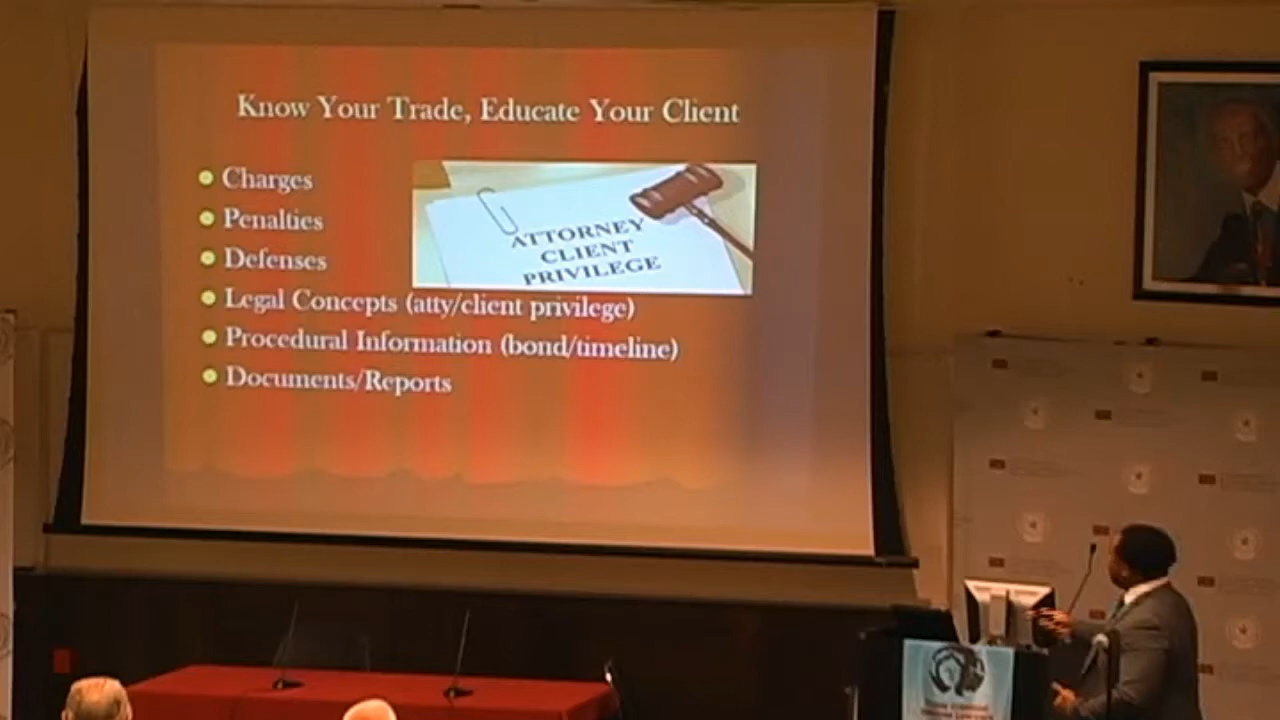 Know Your Trade, Educate Your Client
Charges
Penalties
Defenses
Legal Concepts (atty/client privilege)
Procedural Information (bond/timeline)
Documents/Reports
ATTORNEY
CLIENT
PRIVILEGE